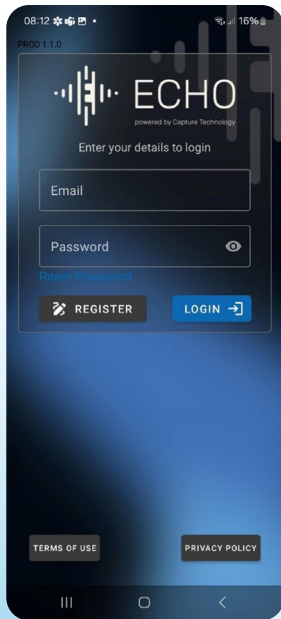 08:12 16%
PROD 1.1.0
ECHO
powered by Capture Technology
Enter your details to login
Email
Password
Reset Password
REGISTER LOGIN
TERMS OF USE PRIVACY POLICY